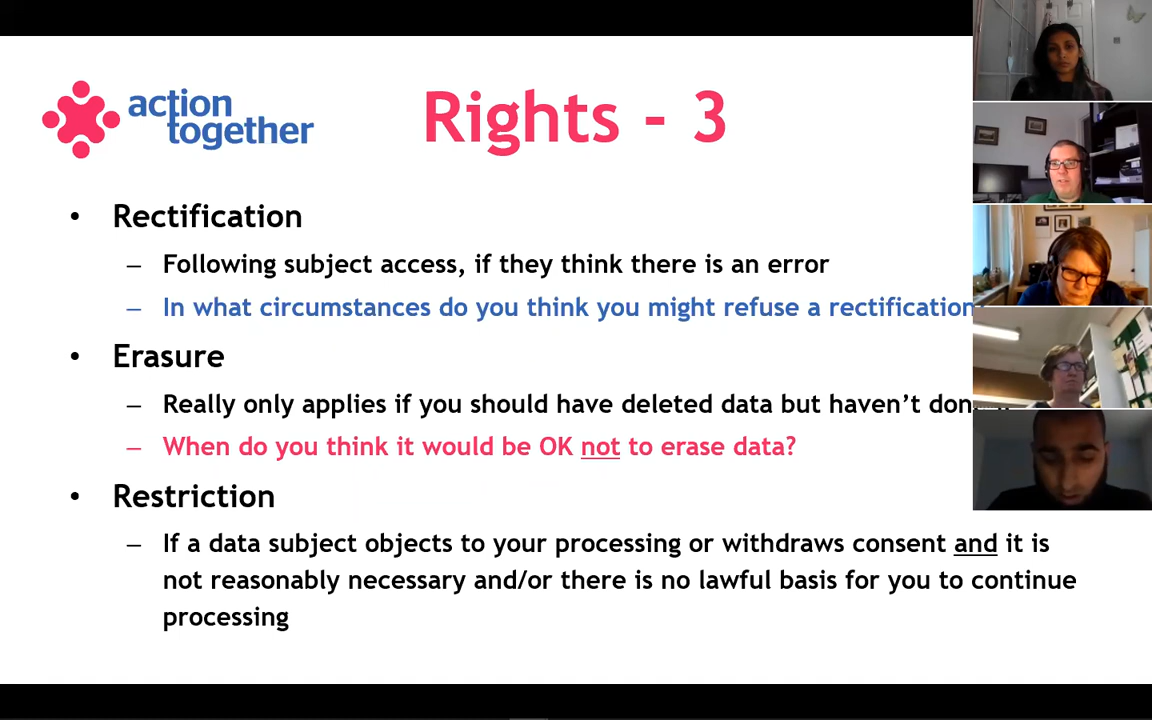 action
together
Rights - 3
• Rectification
– Following subject access, if they think there is an error
– In what circumstances do you think you might refuse a rectification
• Erasure
– Really only applies if you should have deleted data but haven’t
– When do you think it would be OK not to erase data?
• Restriction
– If a data subject objects to your processing or withdraws consent and it is
not reasonably necessary and/or there is no lawful basis for you to continue
processing